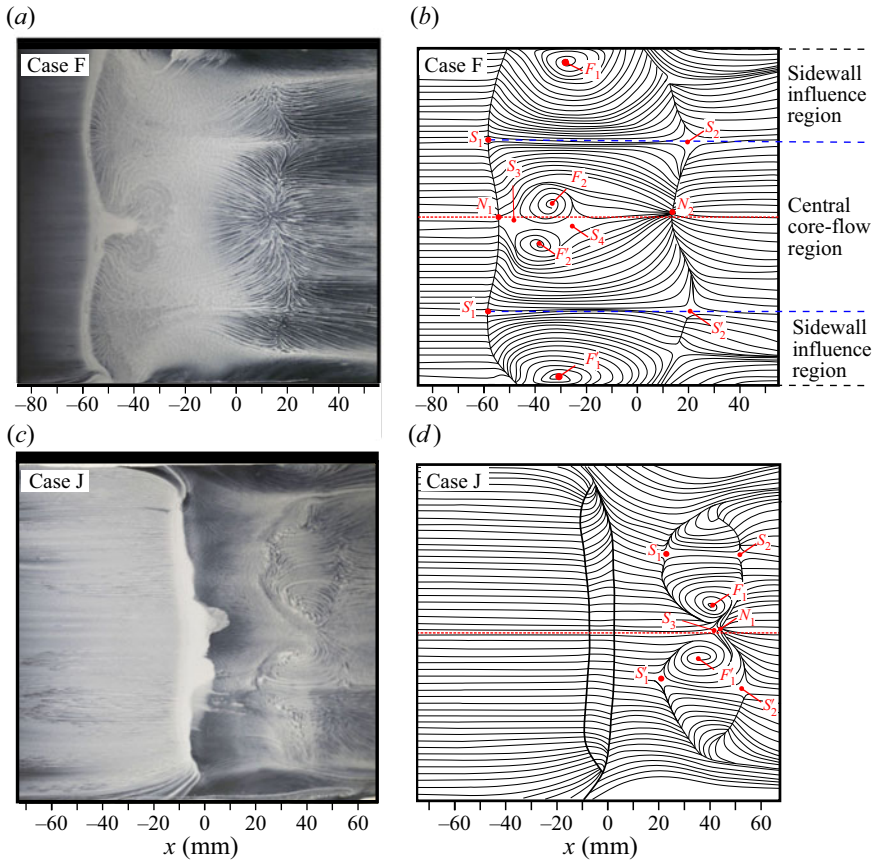 (a)
(b)
Case F
Case F
F₁
S₁
S₂
S₃
F₂
N₁
N₂
S₄
F′₂
S′₁
S′₂
F′₁
Sidewall
influence
region
Central
core-flow
region
Sidewall
influence
region
–80 –60 –40 –20 0 20 40
–80 –60 –40 –20 0 20 40
(c)
(d)
Case J
Case J
S₁
S₂
F₁
S₃
N₁
S′₁
F′₁
S′₂
–60 –40 –20 0 20 40 60
–60 –40 –20 0 20 40 60
x (mm)
x (mm)